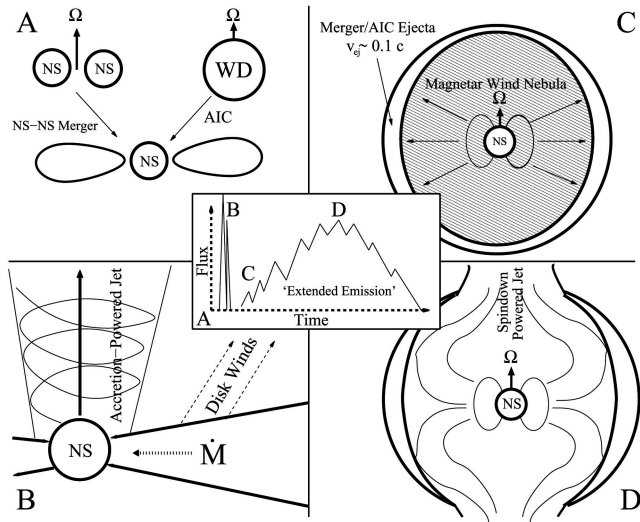 A
Ω
Ω
NS
NS
WD
NS−NS Merger
AIC
NS
C
Merger/AIC Ejecta
v_ej~ 0.1 c
Magnetar Wind Nebula
Ω
NS
B
D
C
Flux
'Extended Emission'
A
Time
Accretion−Powered Jet
Disk Winds
NS
Ṁ
B
Spindown
Powered Jet
Ω
NS
D